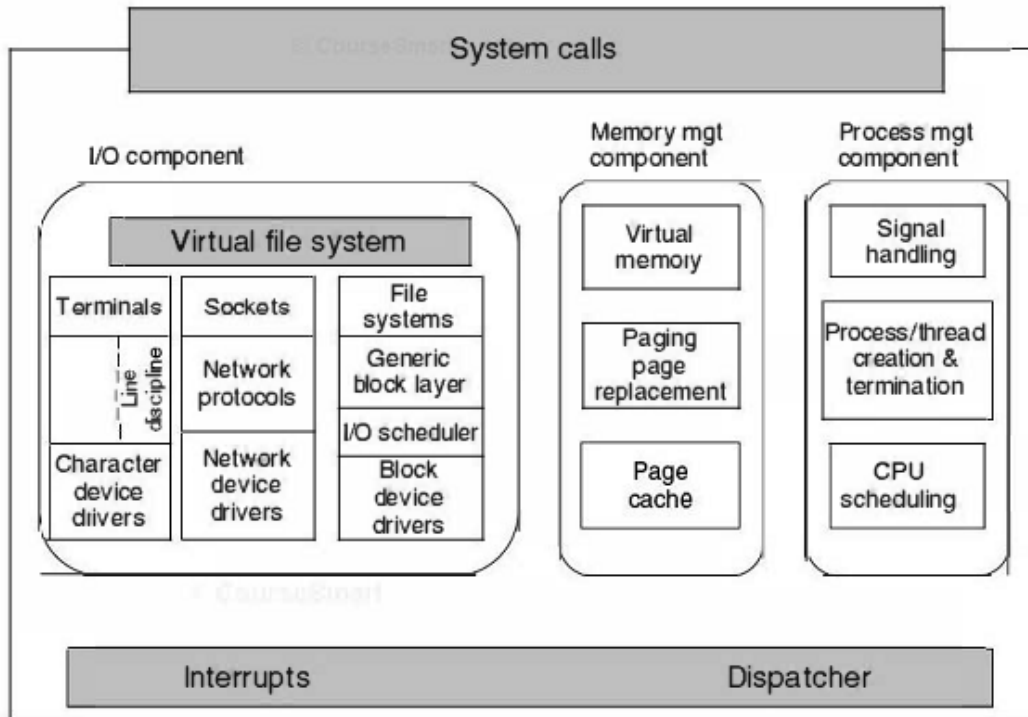 System calls
I/O component
Memory mgt
component
Process mgt
component
Virtual file system
Terminals
Line
discipline
Character
device
drivers
Sockets
Network
protocols
Network
device
drivers
File
systems
Generic
block layer
I/O scheduler
Block
device
drivers
Virtual
memory
Paging
page
replacement
Page
cache
Signal
handling
Process/thread
creation &
termination
CPU
scheduling
CourseSmart
Interrupts
Dispatcher